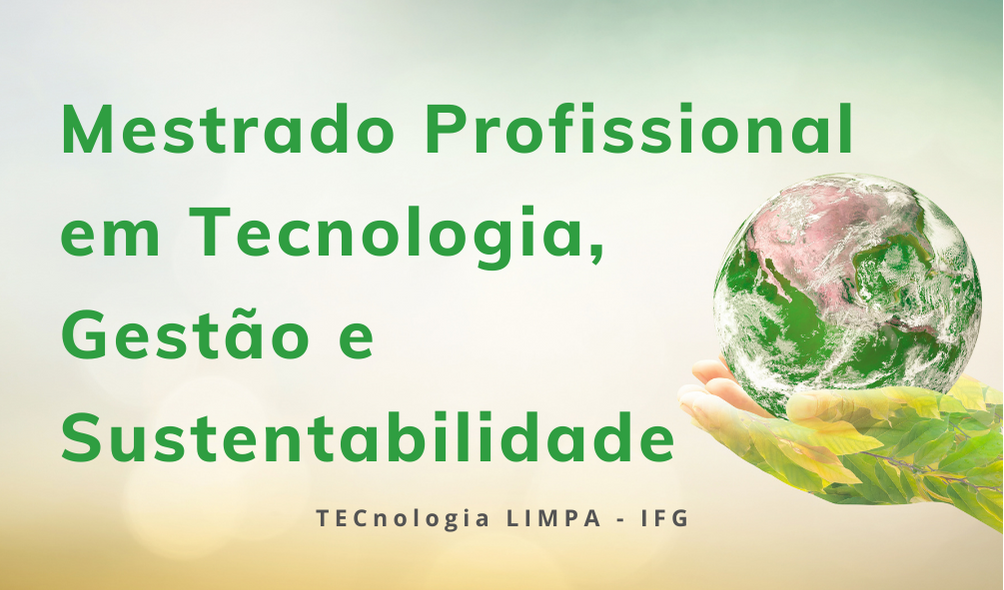 Mestrado Profissional
em Tecnologia,
Gestão e
Sustentabilidade
TECnologia LIMPA - IFG